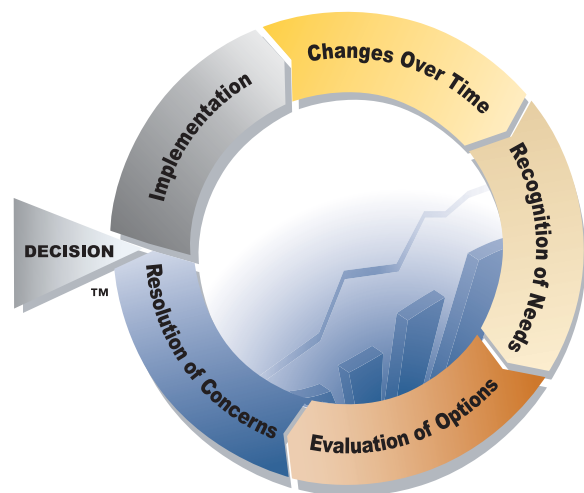 Changes Over Time
Recognition of Needs
Evaluation of Options
Resolution of Concerns
DECISION
TM
Implementation